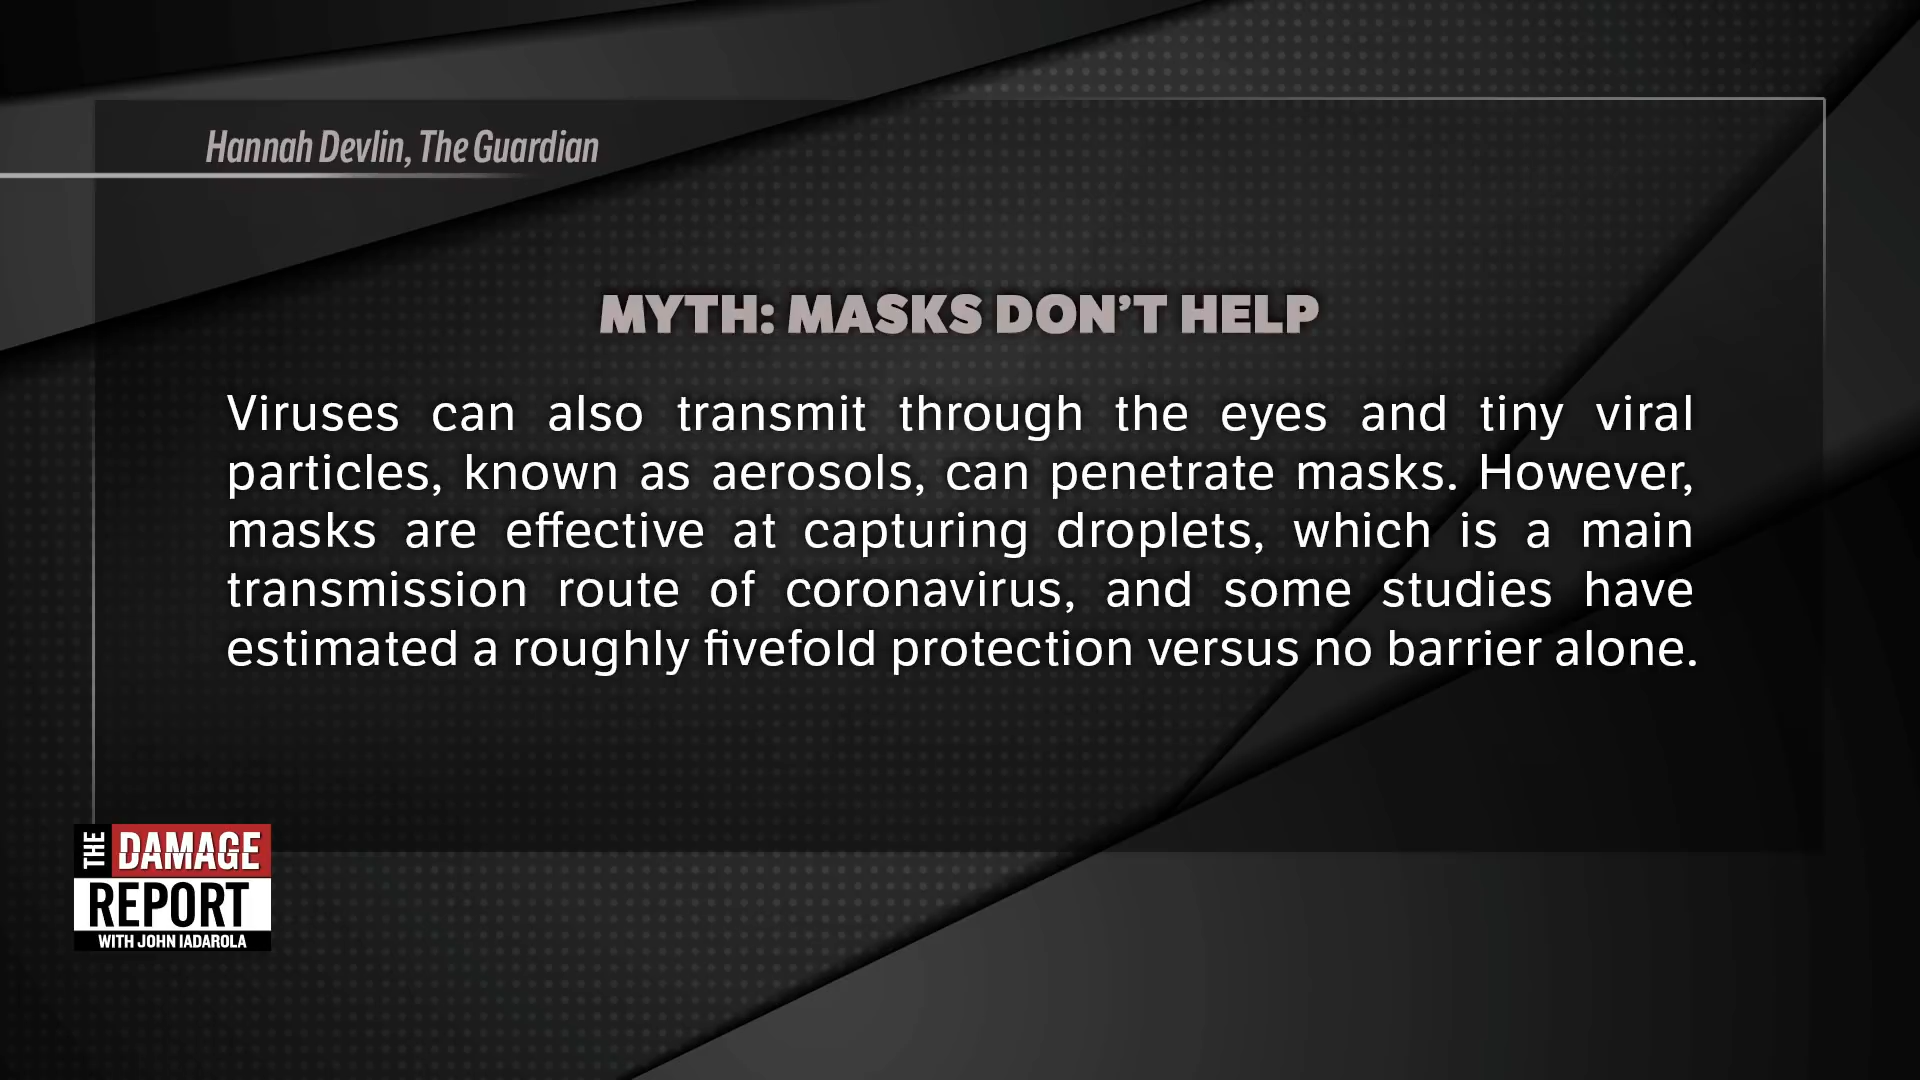 Hannah Devlin, The Guardian
MYTH: MASKS DON'T HELP
Viruses can also transmit through the eyes and tiny viral
particles, known as aerosols, can penetrate masks. However,
masks are effective at capturing droplets, which is a main
transmission route of coronavirus, and some studies have
estimated a roughly fivefold protection versus no barrier alone.
THE DAMAGE
REPORT
WITH JOHN IADAROLA